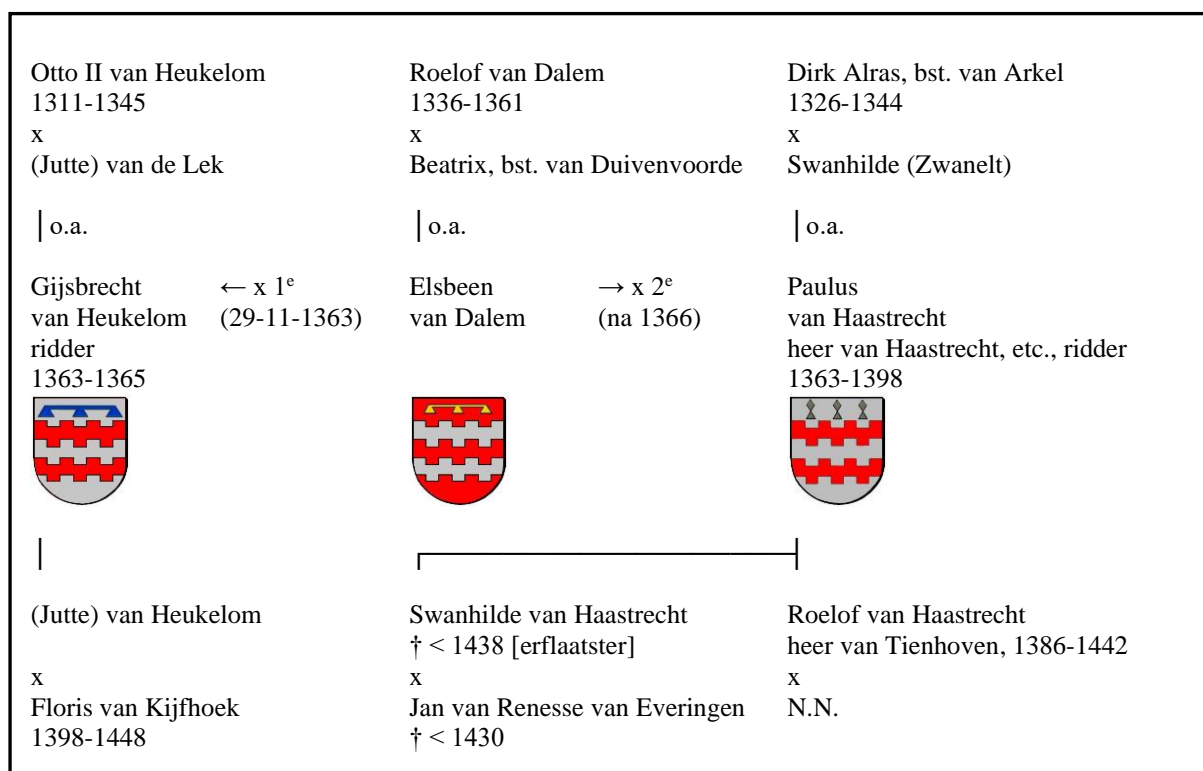 Otto II van Heukelom Roelof van Dalem Dirk Alras, bst. van Arkel
1311-1345 1336-1361 1326-1344
x x x
(Jutte) van de Lek Beatrix, bst. van Duivenvoorde Swanhilde (Zwanelt)
o.a. o.a. o.a.
Gijsbrecht ← x 1e Elsbeen → x 2e Paulus
van Heukelom (29-11-1363) van Dalem (na 1366) van Haastrecht
ridder heer van Haastrecht, etc., ridder
1363-1365 1363-1398
(Jutte) van Heukelom Swanhilde van Haastrecht Roelof van Haastrecht
† < 1438 [erflaatster] heer van Tienhoven, 1386-1442
x x x
Floris van Kijfhoek Jan van Renesse van Everingen N.N.
1398-1448 † < 1430